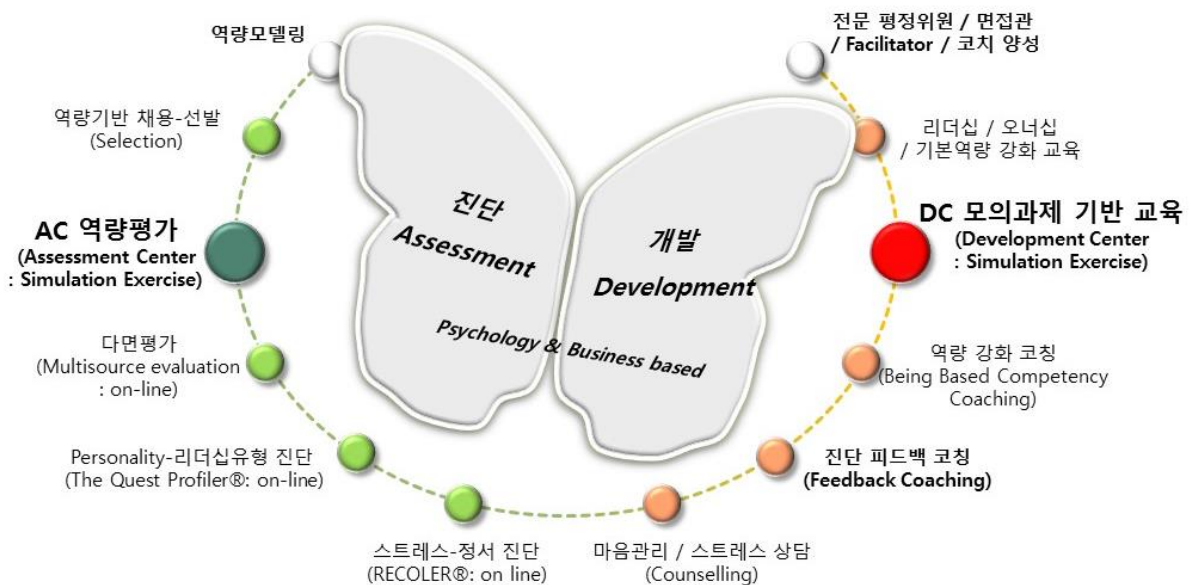 역량모델링
역량기반 채용-선발
(Selection)
AC 역량평가
(Assessment Center
: Simulation Exercise)
다면평가
(Multisource evaluation
: on-line)
Personality-리더십유형 진단
(The Quest Profiler®: on-line)
스트레스-정서 진단
(RECOLER®: on line)
진단
Assessment
개발
Development
Psychology & Business based
전문 평정위원 / 면접관
/ Facilitator / 코치 양성
리더십 / 오너십
/ 기본역량 강화 교육
DC 모의과제 기반 교육
(Development Center
: Simulation Exercise)
역량 강화 코칭
(Being Based Competency
Coaching)
진단 피드백 코칭
(Feedback Coaching)
마음관리 / 스트레스 상담
(Counselling)